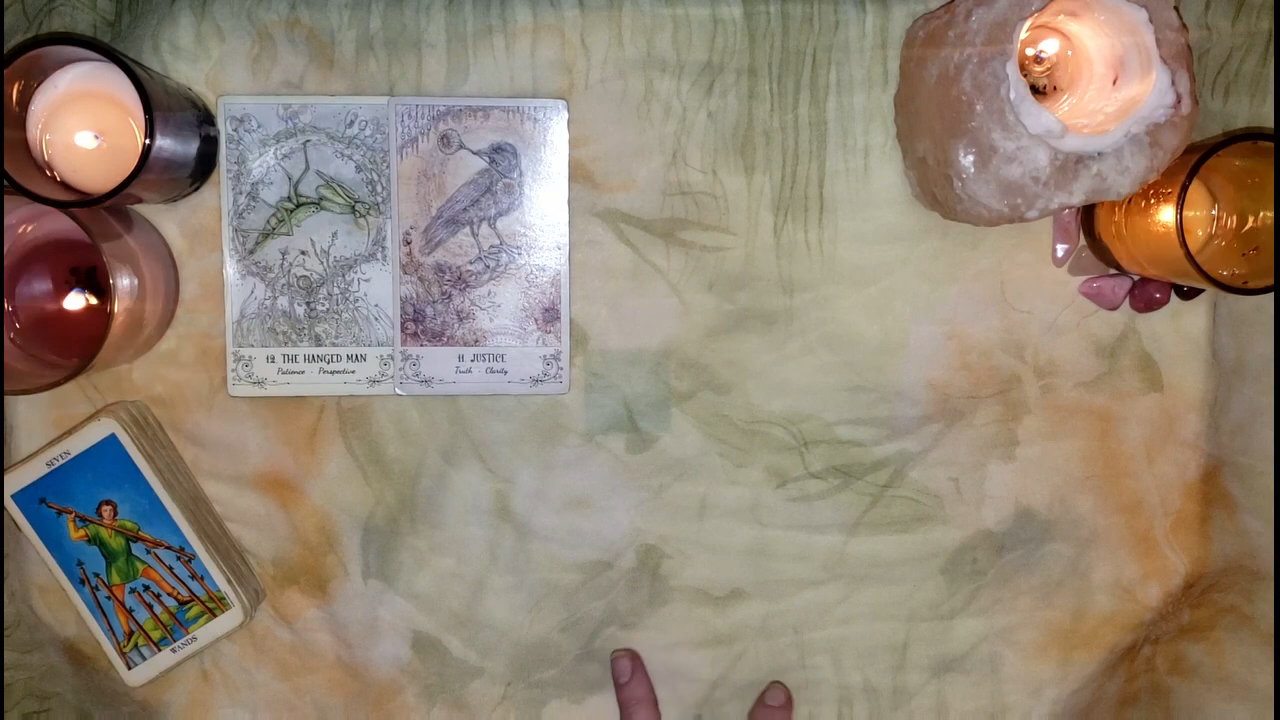 12. THE HANGED MAN
Patience · Perspective
11. JUSTICE
Truth · Clarity
SEVEN
WANDS